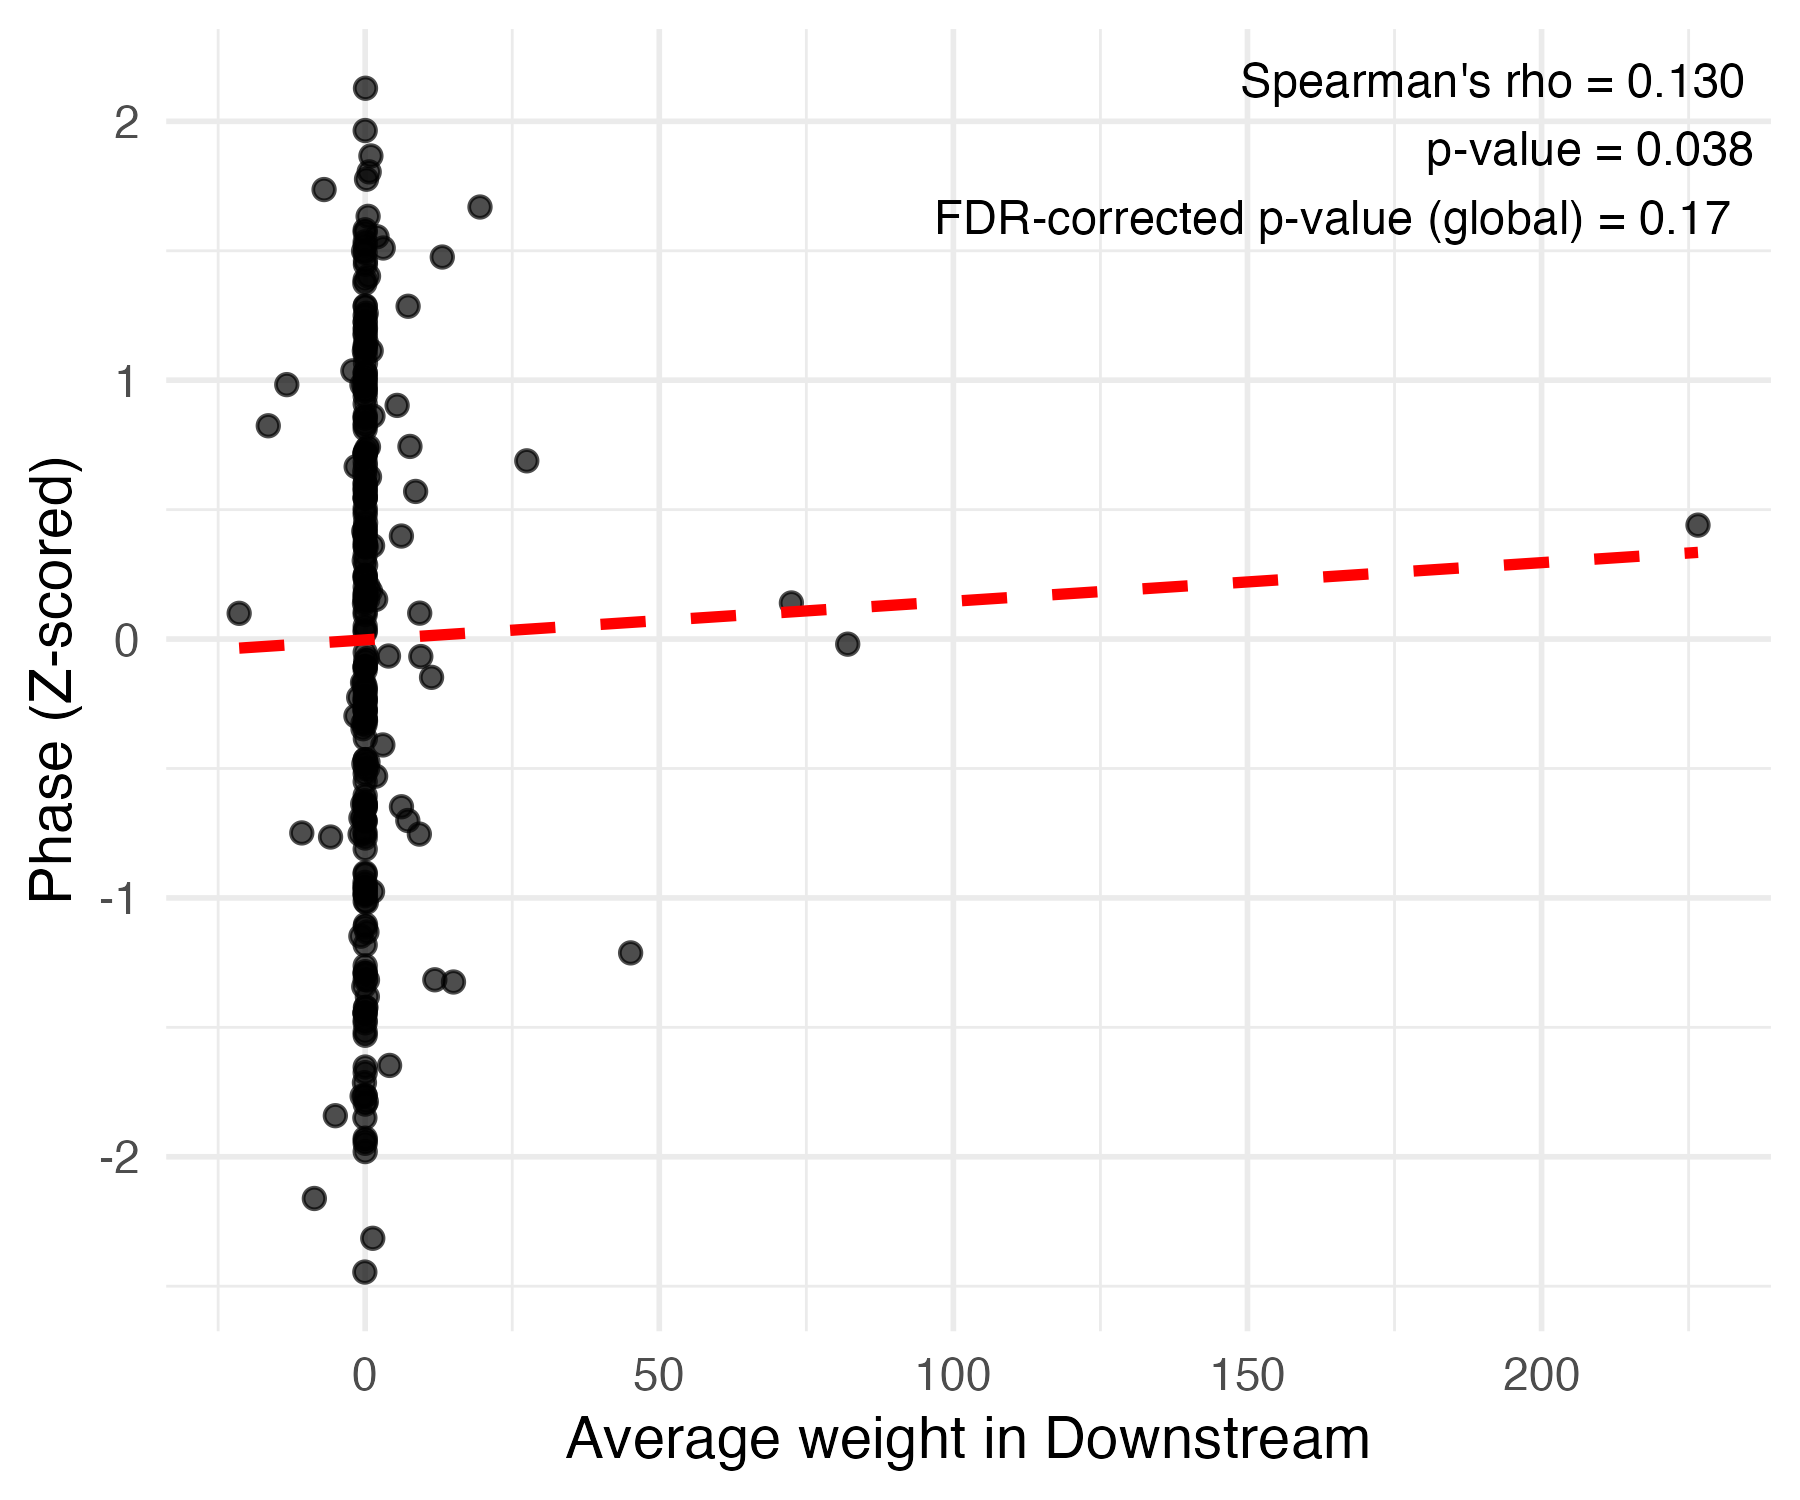 Spearman's rho = 0.130
p-value = 0.038
FDR-corrected p-value (global) = 0.17
2
1
0
-1
-2
Phase (Z-scored)
0
50
100
150
200
Average weight in Downstream